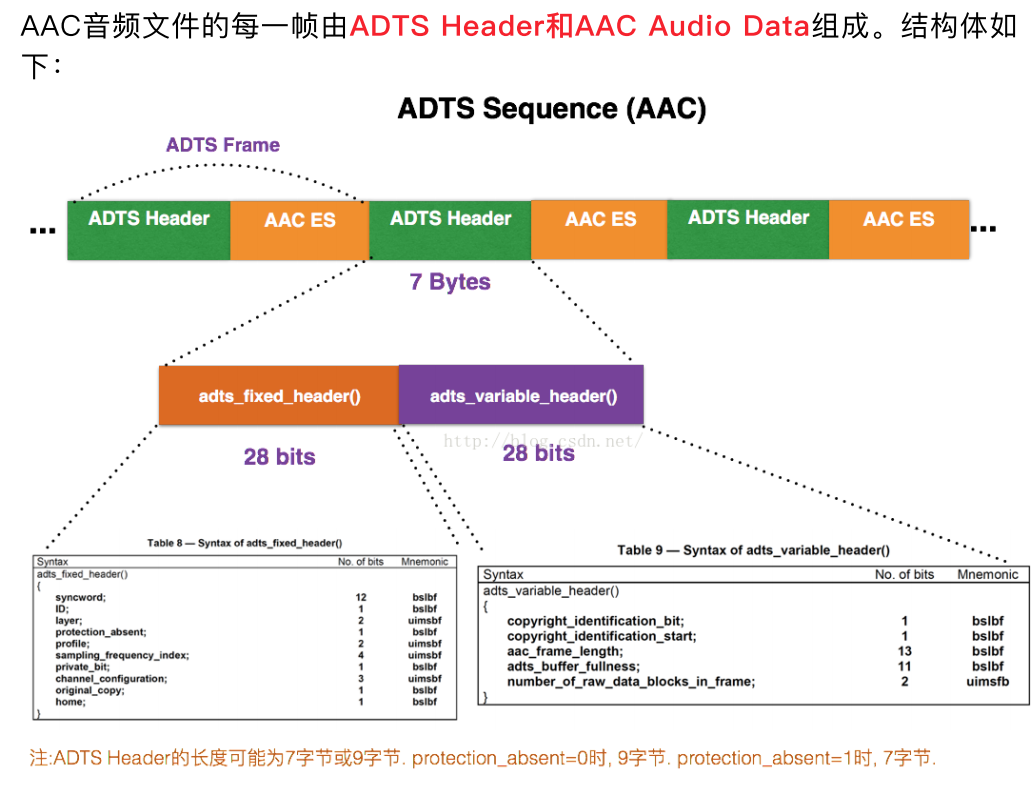 AAC音频文件的每一帧由ADTS Header和AAC Audio Data组成。结构体如
下：
ADTS Sequence (AAC)
ADTS Frame
... ADTS Header AAC ES ADTS Header AAC ES ADTS Header AAC ES ...
7 Bytes
adts_fixed_header() adts_variable_header()
http://blog.csdn.net/
28 bits 28 bits
Table 8 — Syntax of adts_fixed_header()
Syntax No. of bits Mnemonic
adts_fixed_header()
{
syncword; 12 bslbf
ID; 1 bslbf
layer; 2 uimsbf
protection_absent; 1 bslbf
profile; 2 uimsbf
sampling_frequency_index; 4 uimsbf
private_bit; 1 bslbf
channel_configuration; 3 uimsbf
original_copy; 1 bslbf
home; 1 bslbf
}
Table 9 — Syntax of adts_variable_header()
Syntax No. of bits Mnemonic
adts_variable_header()
{
copyright_identification_bit; 1 bslbf
copyright_identification_start; 1 bslbf
aac_frame_length; 13 bslbf
adts_buffer_fullness; 11 bslbf
number_of_raw_data_blocks_in_frame; 2 uimsfb
}
注:ADTS Header的长度可能为7字节或9字节. protection_absent=0时, 9字节. protection_absent=1时, 7字节.